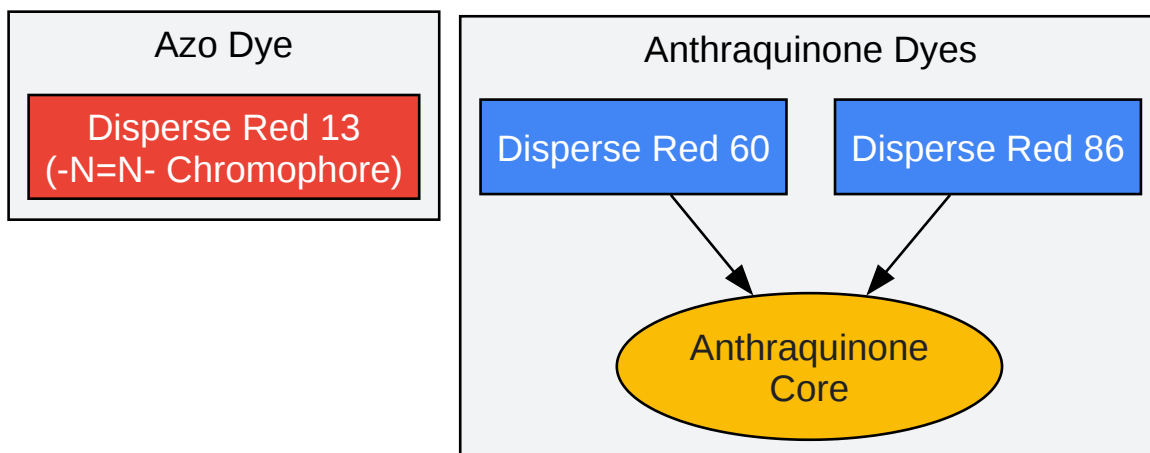 Azo Dye
Disperse Red 13
(-N=N- Chromophore)
Anthraquinone Dyes
Disperse Red 60
Disperse Red 86
Anthraquinone
Core